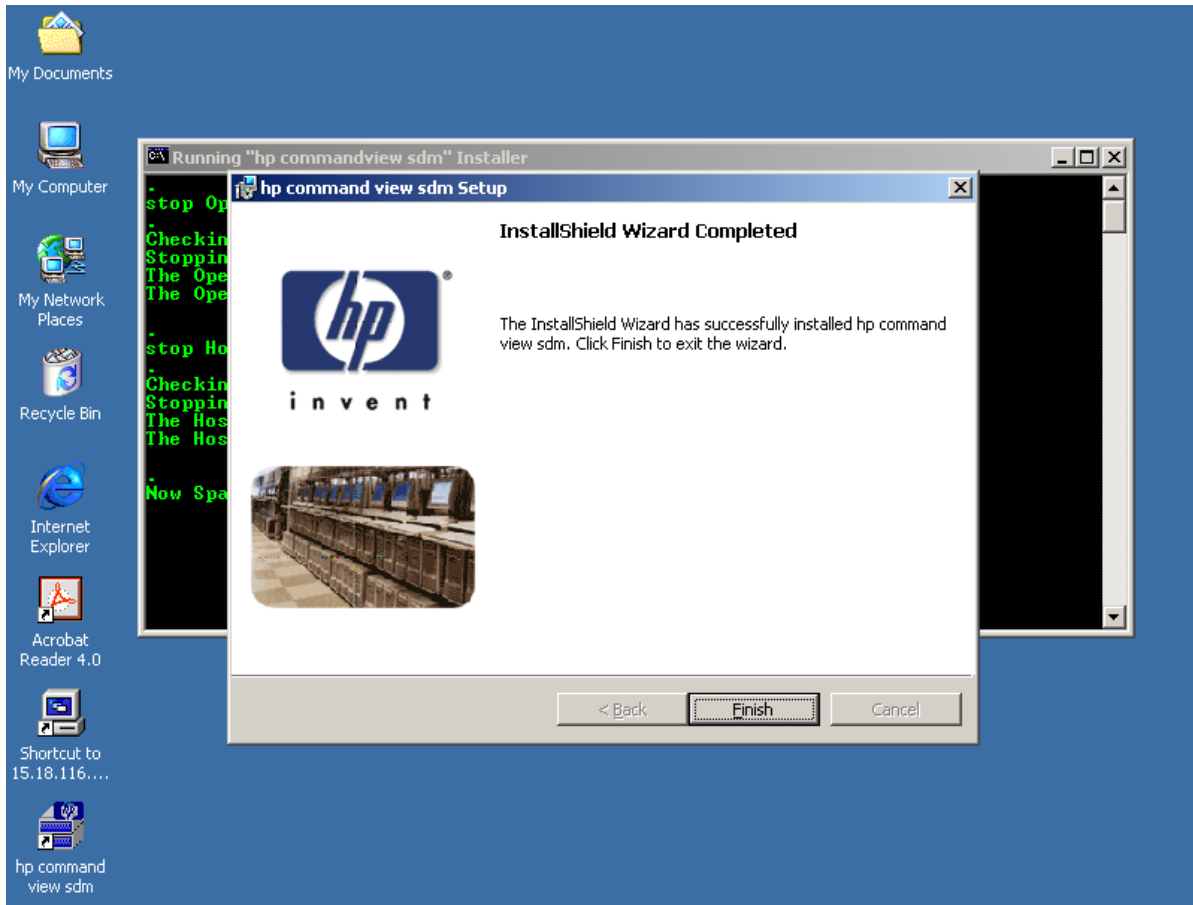 My Documents
My Computer
My Network
Places
Recycle Bin
Internet
Explorer
Acrobat
Reader 4.0
Shortcut to
15.18.116....
hp command
view sdm
Running "hp commandview sdm" Installer
.
stop Op
.
Checkin
Stoppin
The Ope
The Ope
.
stop Ho
.
Checkin
Stoppin
The Hos
The Hos
.
Now Spa
hp command view sdm Setup
InstallShield Wizard Completed
hp®
invent
The InstallShield Wizard has successfully installed hp command
view sdm. Click Finish to exit the wizard.
< Back
Finish
Cancel